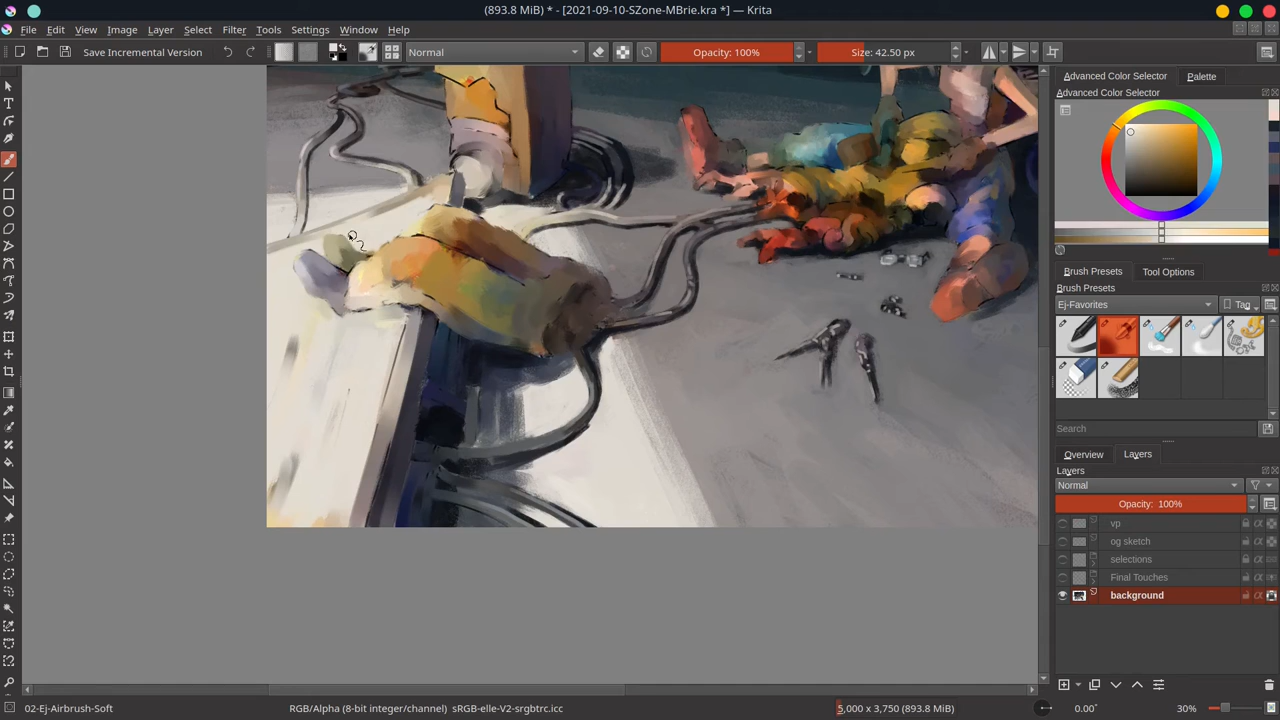 (893.8 MiB) * - [2021-09-10-SZone-MBrie.kra *] — Krita
File Edit View Image Layer Select Filter Tools Settings Window Help
Save Incremental Version Normal Opacity: 100% Size: 42.50 px
Advanced Color Selector Palette
Advanced Color Selector
Brush Presets Tool Options
Brush Presets
Ej-Favorites Tag
Search
Overview Layers
Layers
Normal
Opacity: 100%
vp
og sketch
selections
Final Touches
background
02-Ej-Airbrush-Soft RGB/Alpha (8-bit integer/channel) sRGB-elle-V2-srgbtrc.icc 5,000 x 3,750 (893.8 MiB) 0.00° 30%